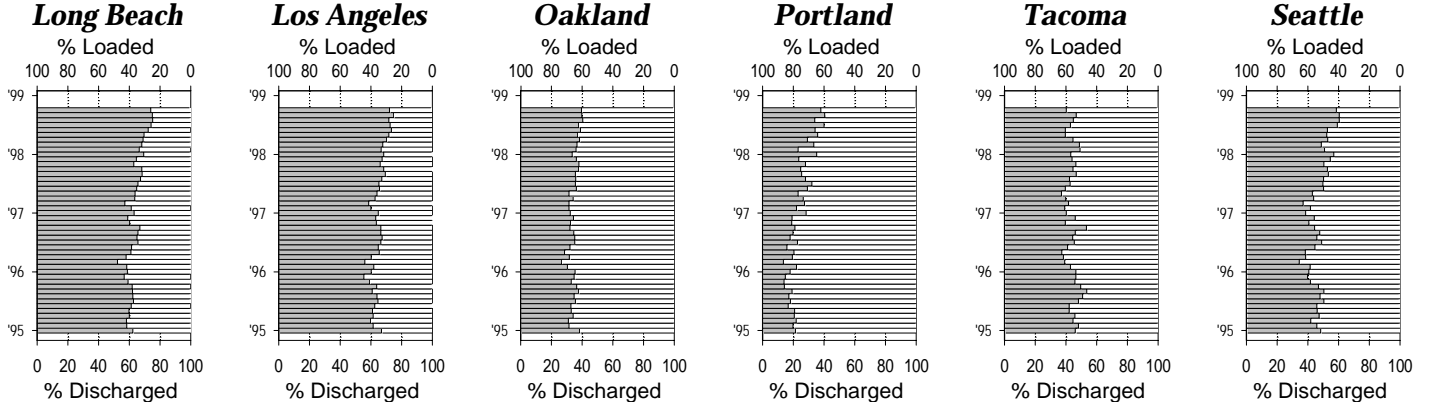 Long Beach Los Angeles Oakland Portland Tacoma Seattle
% Loaded % Loaded % Loaded % Loaded % Loaded % Loaded
100 80 60 40 20 0 100 80 60 40 20 0 100 80 60 40 20 0 100 80 60 40 20 0 100 80 60 40 20 0 100 80 60 40 20 0
'99 '99 '99 '99 '99 '99
'98 '98 '98 '98 '98 '98
'97 '97 '97 '97 '97 '97
'96 '96 '96 '96 '96 '96
'95 '95 '95 '95 '95 '95
0 20 40 60 80 100 0 20 40 60 80 100 0 20 40 60 80 100 0 20 40 60 80 100 0 20 40 60 80 100 0 20 40 60 80 100
% Discharged % Discharged % Discharged % Discharged % Discharged % Discharged